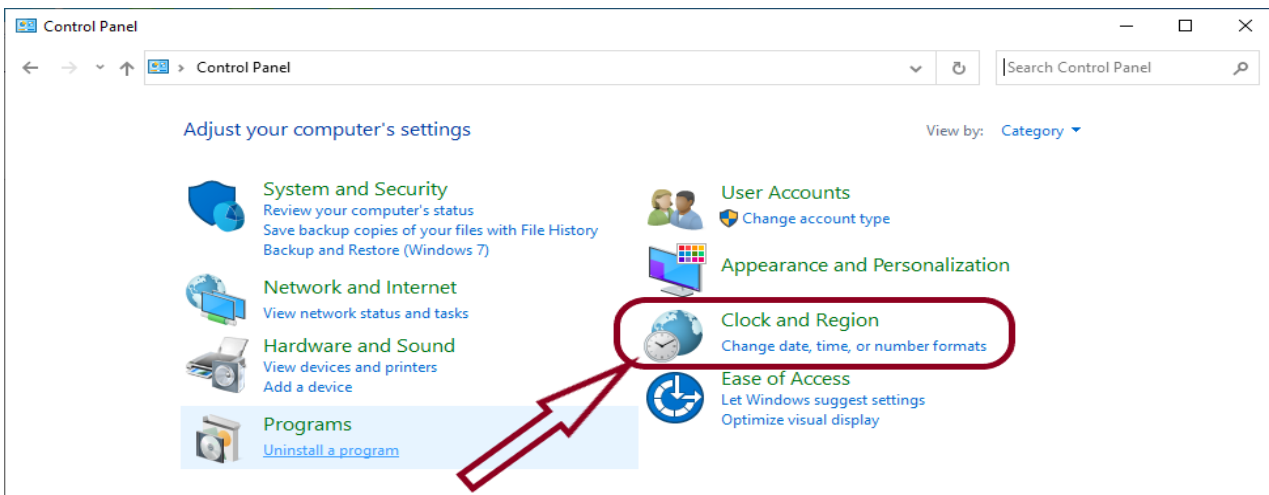 Control Panel
Control Panel
Search Control Panel
Adjust your computer's settings
View by: Category
System and Security
Review your computer's status
Save backup copies of your files with File History
Backup and Restore (Windows 7)
Network and Internet
View network status and tasks
Hardware and Sound
View devices and printers
Add a device
Programs
Uninstall a program
User Accounts
Change account type
Appearance and Personalization
Clock and Region
Change date, time, or number formats
Ease of Access
Let Windows suggest settings
Optimize visual display